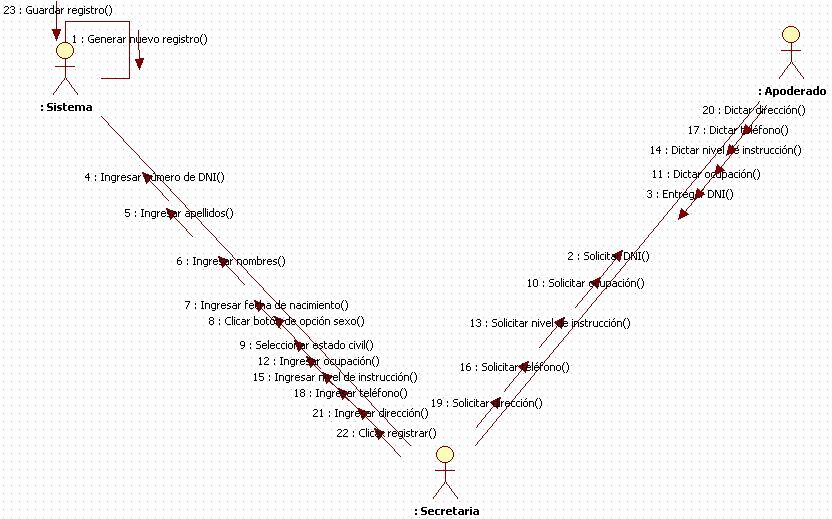 23 : Guardar registro()
1 : Generar nuevo registro()
: Sistema
: Apoderado
20 : Dictar dirección()
17 : Dictar teléfono()
14 : Dictar nivel de instrucción()
11 : Dictar ocupación()
3 : Entregar DNI()
4 : Ingresar número de DNI()
5 : Ingresar apellidos()
6 : Ingresar nombres()
2 : Solicitar DNI()
10 : Solicitar ocupación()
7 : Ingresar fecha de nacimiento()
8 : Clicar botón de opción sexo()
13 : Solicitar nivel de instrucción()
9 : Seleccionar estado civil()
12 : Ingresar ocupación()
16 : Solicitar teléfono()
15 : Ingresar nivel de instrucción()
18 : Ingresar teléfono()
19 : Solicitar dirección()
21 : Ingresar dirección()
22 : Clicar registrar()
: Secretaria